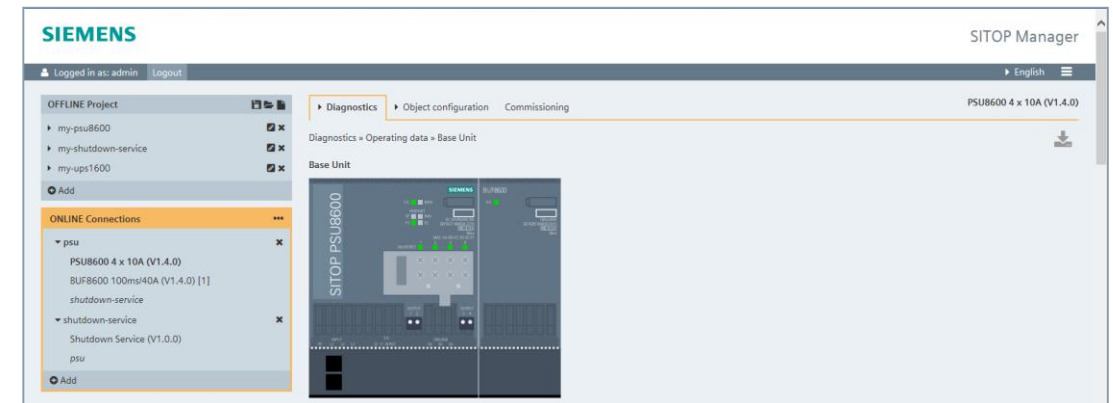 SIEMENS
SITOP Manager
Logged in as: admin Logout
English
OFFLINE Project
my-psu8600
my-shutdown-service
my-ups1600
Add
ONLINE Connections
psu
PSU8600 4 x 10A (V1.4.0)
BUF8600 100ms/40A (V1.4.0) [1]
shutdown-service
shutdown-service
Shutdown Service (V1.0.0)
psu
Add
Diagnostics Object configuration Commissioning
PSU8600 4 x 10A (V1.4.0)
Diagnostics » Operating data » Base Unit
Base Unit
SITOP PSU8600
SIEMENS
BUF8600